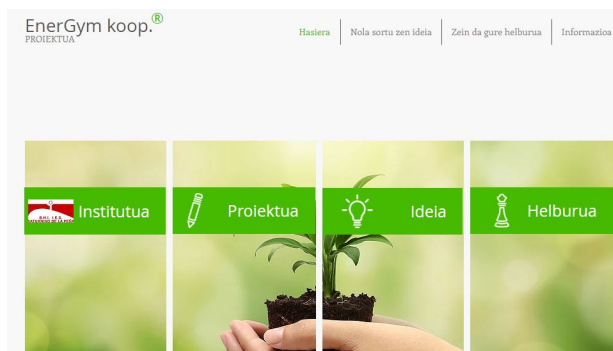 EnerGym koop.®
PROIEKTUA
Hasiera
Nola sortu zen ideia
Zein da gure helburua
Informazioa
B.H.I. I.E.S.
Institutua
Proiektua
Ideia
Helburua